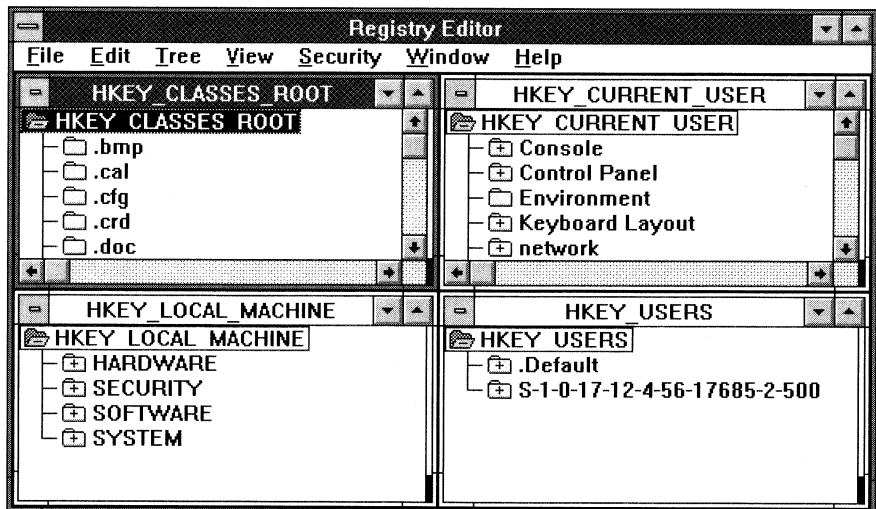 Registry Editor
File Edit Tree View Security Window Help
HKEY_CLASSES_ROOT
HKEY_CLASSES_ROOT
.bmp
.cal
.cfg
.crd
.doc
HKEY_CURRENT_USER
HKEY_CURRENT_USER
Console
Control Panel
Environment
Keyboard Layout
network
HKEY_LOCAL_MACHINE
HKEY_LOCAL_MACHINE
HARDWARE
SECURITY
SOFTWARE
SYSTEM
HKEY_USERS
HKEY_USERS
.Default
S-1-0-17-12-4-56-17685-2-500